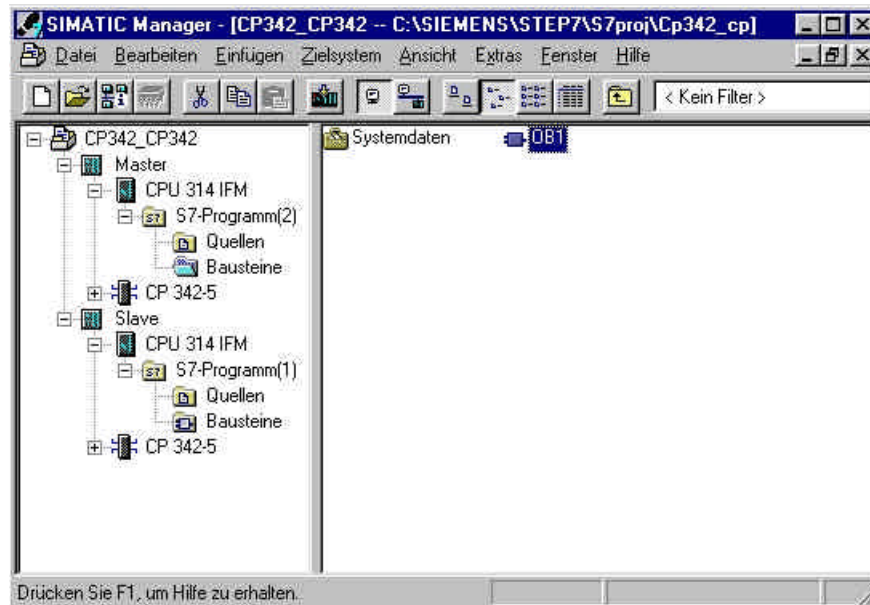 SIMATIC Manager - [CP342_CP342 -- C:\SIEMENS\STEP7\S7proj\Cp342_cp]
Datei Bearbeiten Einfügen Zielsystem Ansicht Extras Fenster Hilfe
< Kein Filter >
CP342_CP342
Master
CPU 314 IFM
S7-Programm(2)
Quellen
Bausteine
CP 342-5
Slave
CPU 314 IFM
S7-Programm(1)
Quellen
Bausteine
CP 342-5
Systemdaten OB1
Drücken Sie F1, um Hilfe zu erhalten.